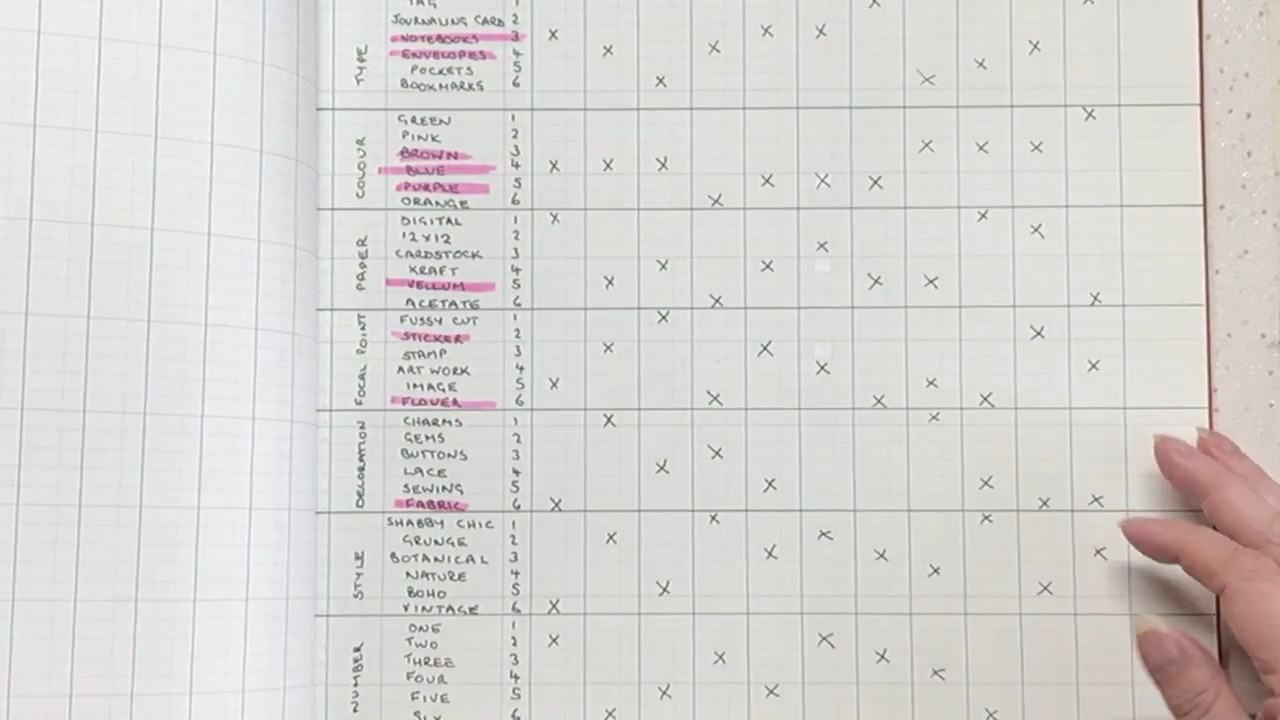 TAG 1
JOURNALING CARD 2
NOTEBOOKS 3
ENVELOPES 4
POCKETS 5
BOOKMARKS 6
TYPE
GREEN 1
PINK 2
BROWN 3
BLUE 4
PURPLE 5
ORANGE 6
COLOUR
DIGITAL 1
12x12 2
CARDSTOCK 3
KRAFT 4
VELLUM 5
ACETATE 6
PAPER
FUSSY CUT 1
STICKER 2
STAMP 3
ART WORK 4
IMAGE 5
FLOWER 6
FOCAL POINT
CHARMS 1
GEMS 2
BUTTONS 3
LACE 4
SEWING 5
FABRIC 6
DECORATION
SHABBY CHIC 1
GRUNGE 2
BOTANICAL 3
NATURE 4
BOHO 5
VINTAGE 6
STYLE
ONE 1
TWO 2
THREE 3
FOUR 4
FIVE 5
SIX 6
NUMBER